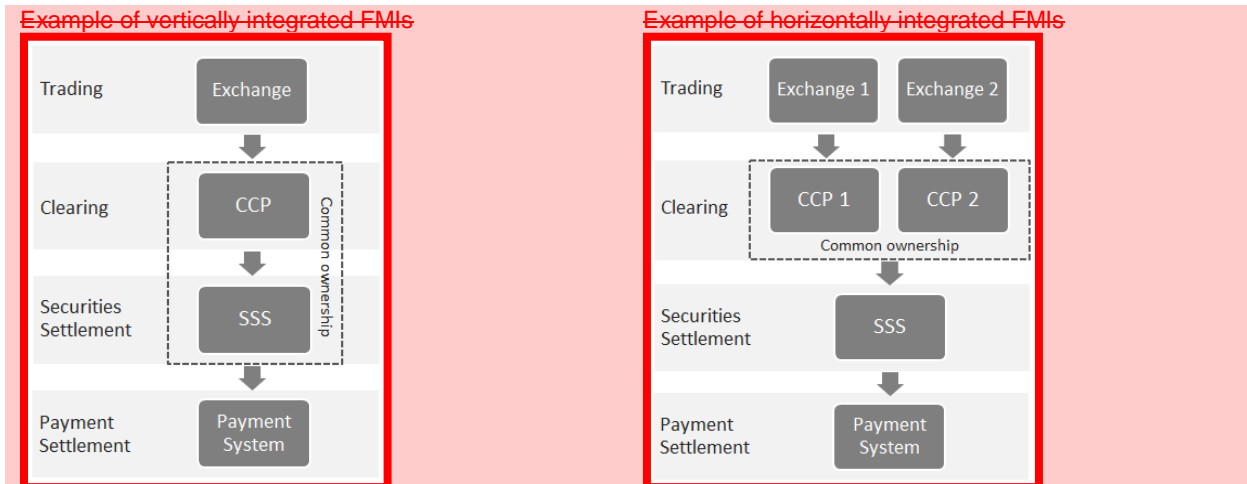 Example of vertically integrated FMIs
Trading
Exchange
Clearing
CCP
Common ownership
Securities
Settlement
SSS
Payment
Settlement
Payment
System
Example of horizontally integrated FMIs
Trading
Exchange 1
Exchange 2
Clearing
CCP 1
CCP 2
Common ownership
Securities
Settlement
SSS
Payment
Settlement
Payment
System